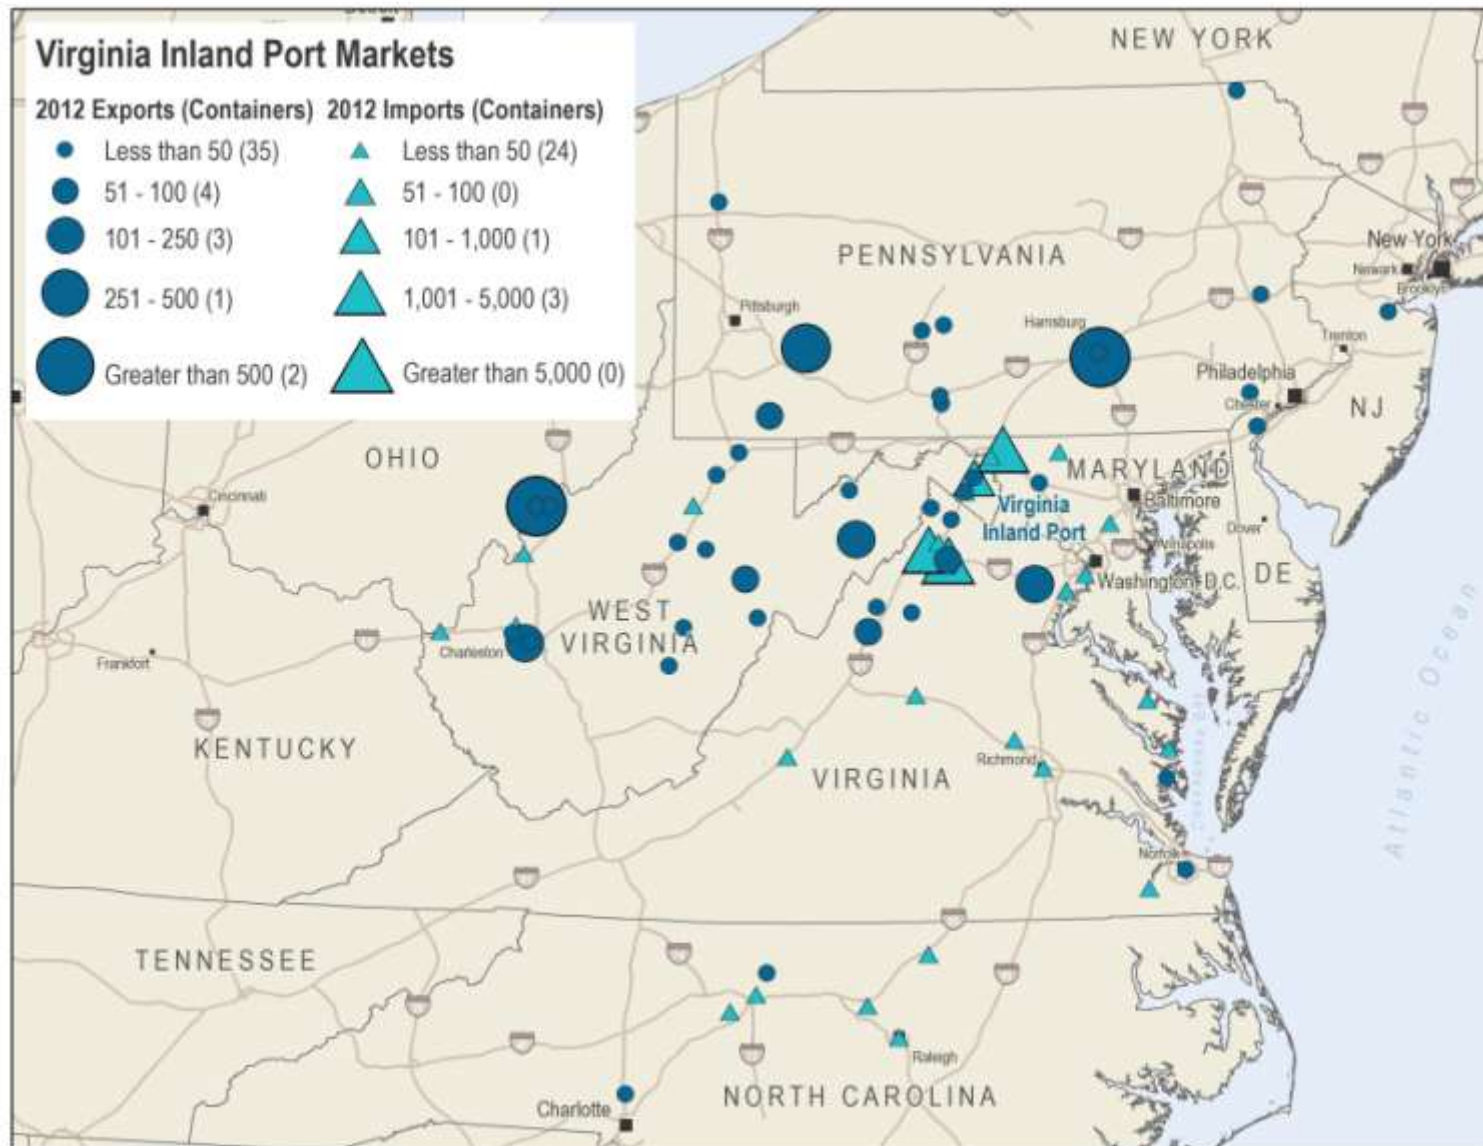 Virginia Inland Port Markets
2012 Exports (Containers) 2012 Imports (Containers)
Less than 50 (35) Less than 50 (24)
51 - 100 (4) 51 - 100 (0)
101 - 250 (3) 101 - 1,000 (1)
251 - 500 (1) 1,001 - 5,000 (3)
Greater than 500 (2) Greater than 5,000 (0)
NEW YORK
PENNSYLVANIA
New York
Newark
Brooklyn
Pittsburgh
Harrisburg
Trenton
Philadelphia
Chester
NJ
OHIO
MARYLAND
Cincinnati
Baltimore
Virginia
Inland Port
Dover
Annapolis
Washington, D.C.
DE
WEST
VIRGINIA
Charleston
Frankfort
KENTUCKY
VIRGINIA
Richmond
Chesapeake Bay
Atlantic Ocean
Norfolk
TENNESSEE
Raleigh
NORTH CAROLINA
Charlotte